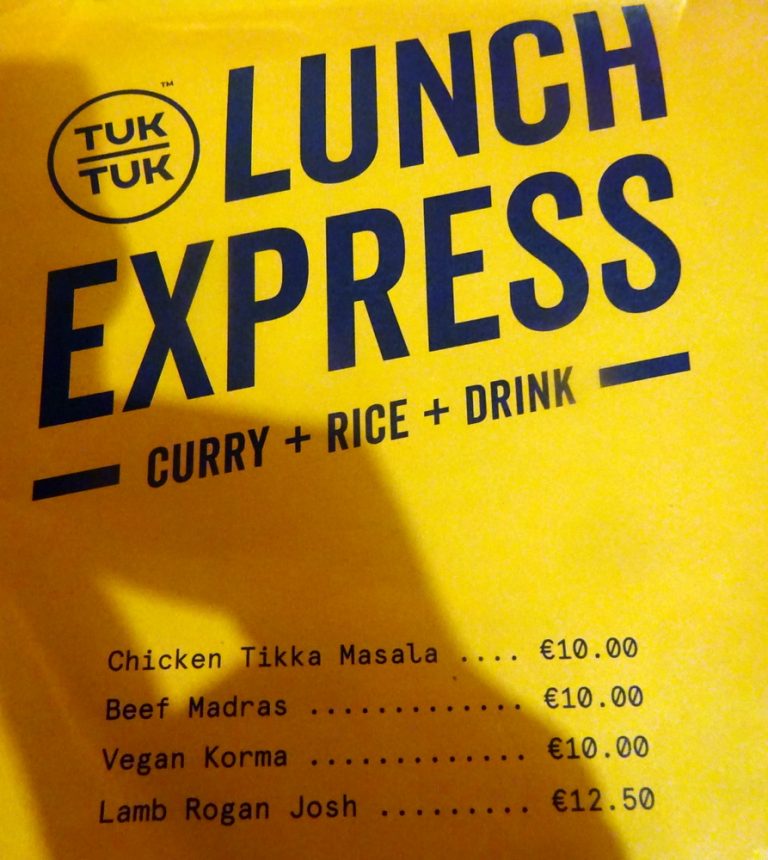 TUK
TUK
™
LUNCH
EXPRESS
CURRY + RICE + DRINK
Chicken Tikka Masala .... €10.00
Beef Madras ............. €10.00
Vegan Korma ............. €10.00
Lamb Rogan Josh ......... €12.50